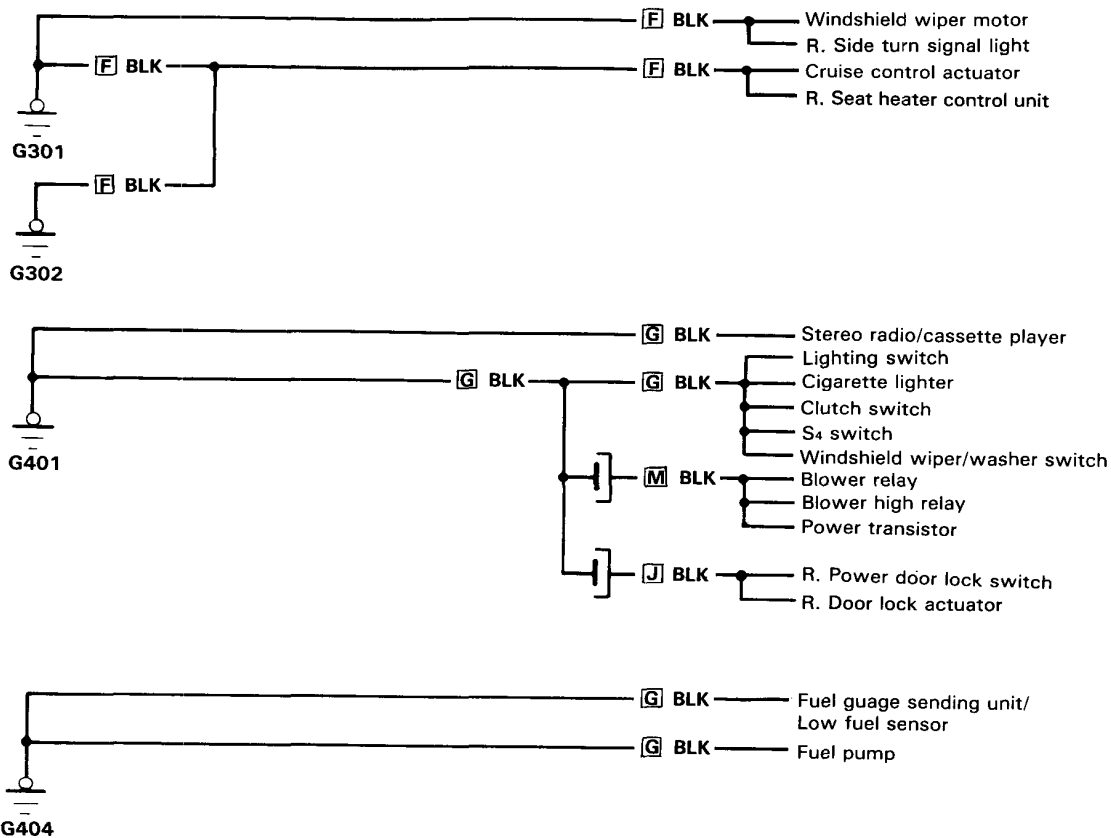 F BLK Windshield wiper motor
R. Side turn signal light
F BLK F BLK Cruise control actuator
R. Seat heater control unit
G301
F BLK
G302
G BLK Stereo radio/cassette player
Lighting switch
G BLK G BLK Cigarette lighter
Clutch switch
S4 switch
G401
Windshield wiper/washer switch
M BLK Blower relay
Blower high relay
Power transistor
J BLK R. Power door lock switch
R. Door lock actuator
G BLK Fuel guage sending unit/
Low fuel sensor
G BLK Fuel pump
G404